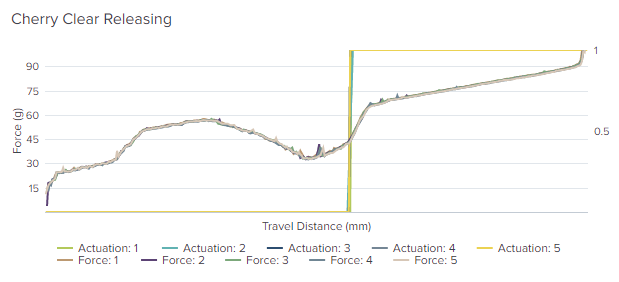 Cherry Clear Releasing
90
75
60
45
30
15
Force (g)
1
0.5
Travel Distance (mm)
Actuation: 1 Actuation: 2 Actuation: 3 Actuation: 4 Actuation: 5
Force: 1 Force: 2 Force: 3 Force: 4 Force: 5